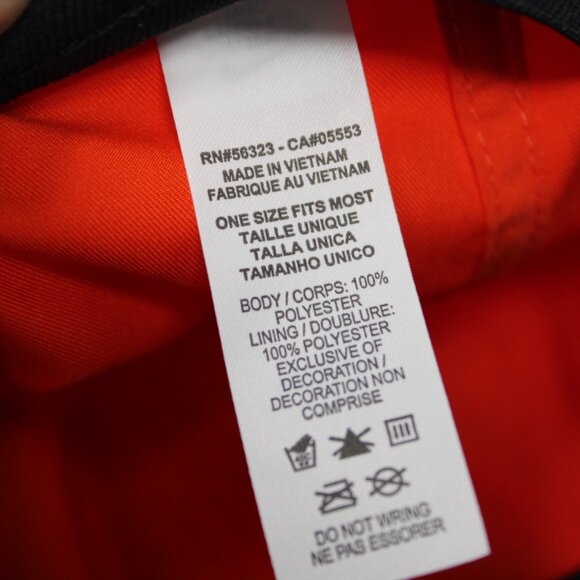 RN#56323 - CA#05553
MADE IN VIETNAM
FABRIQUE AU VIETNAM
ONE SIZE FITS MOST
TAILLE UNIQUE
TALLA UNICA
TAMANHO UNICO
BODY / CORPS: 100%
POLYESTER
LINING / DOUBLURE:
100% POLYESTER
EXCLUSIVE OF
DECORATION /
DECORATION NON
COMPRISE
DO NOT WRING
NE PAS ESSORER